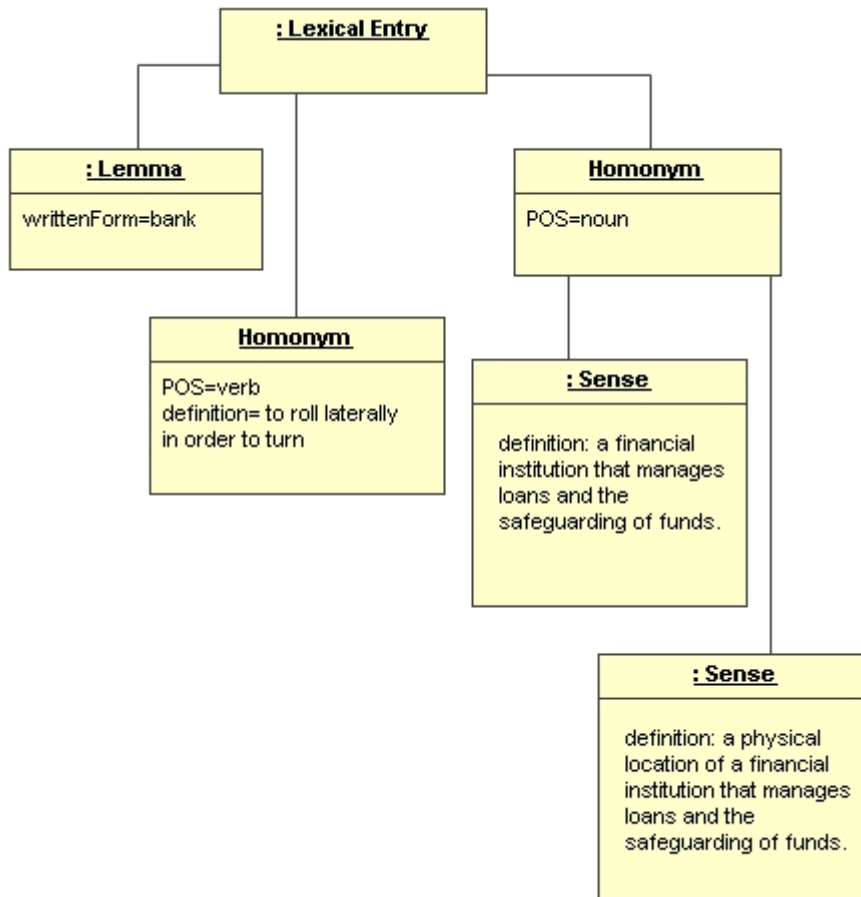 : Lexical Entry
: Lemma
writtenForm=bank
Homonym
POS=noun
Homonym
POS=verb
definition= to roll laterally
in order to turn
: Sense
definition: a financial
institution that manages
loans and the
safeguarding of funds.
: Sense
definition: a physical
location of a financial
institution that manages
loans and the
safeguarding of funds.